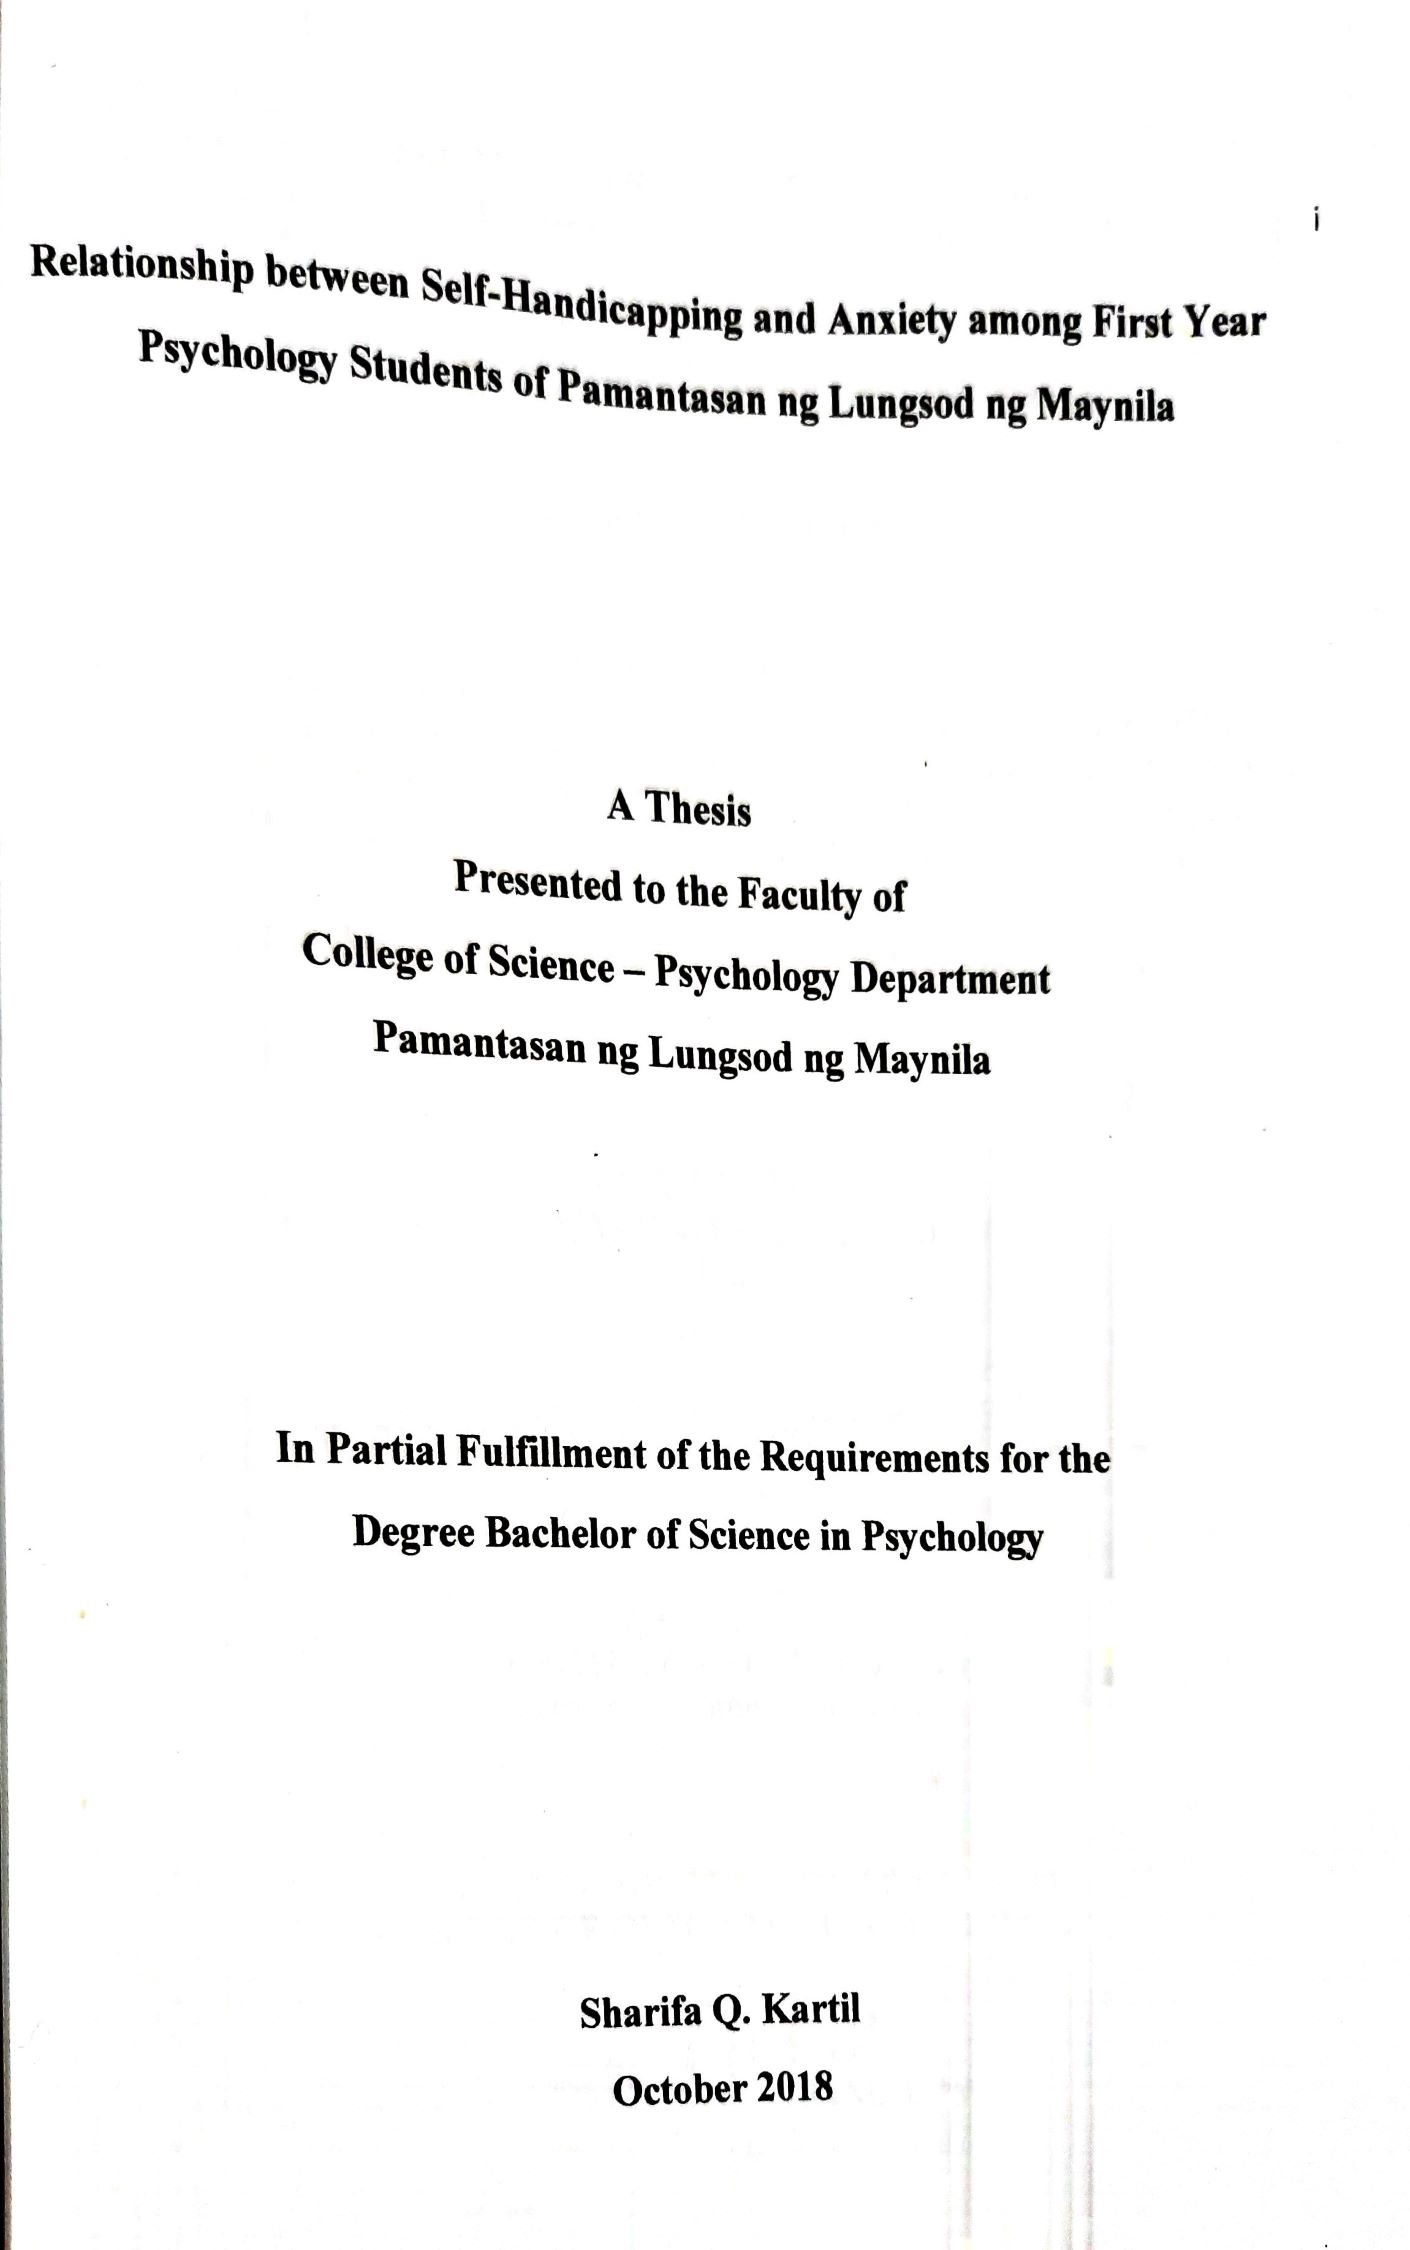 i
Relationship between Self-Handicapping and Anxiety among First Year
Psychology Students of Pamantasan ng Lungsod ng Maynila
A Thesis
Presented to the Faculty of
College of Science – Psychology Department
Pamantasan ng Lungsod ng Maynila
In Partial Fulfillment of the Requirements for the
Degree Bachelor of Science in Psychology
Sharifa Q. Kartil
October 2018